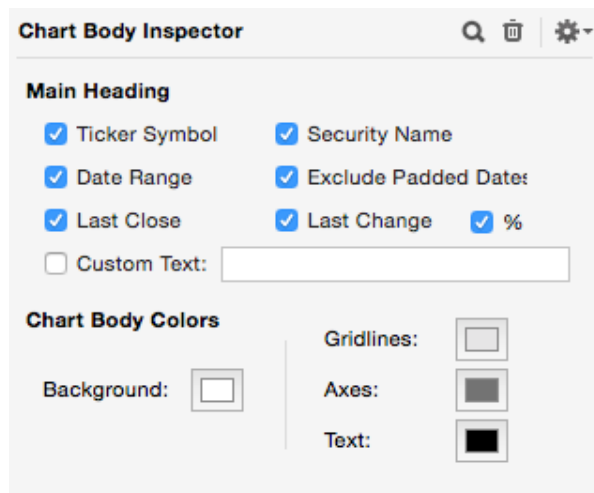 Chart Body Inspector
Main Heading
Ticker Symbol Security Name
Date Range Exclude Padded Dates
Last Close Last Change %
Custom Text:
Chart Body Colors
Gridlines:
Background: Axes:
Text: